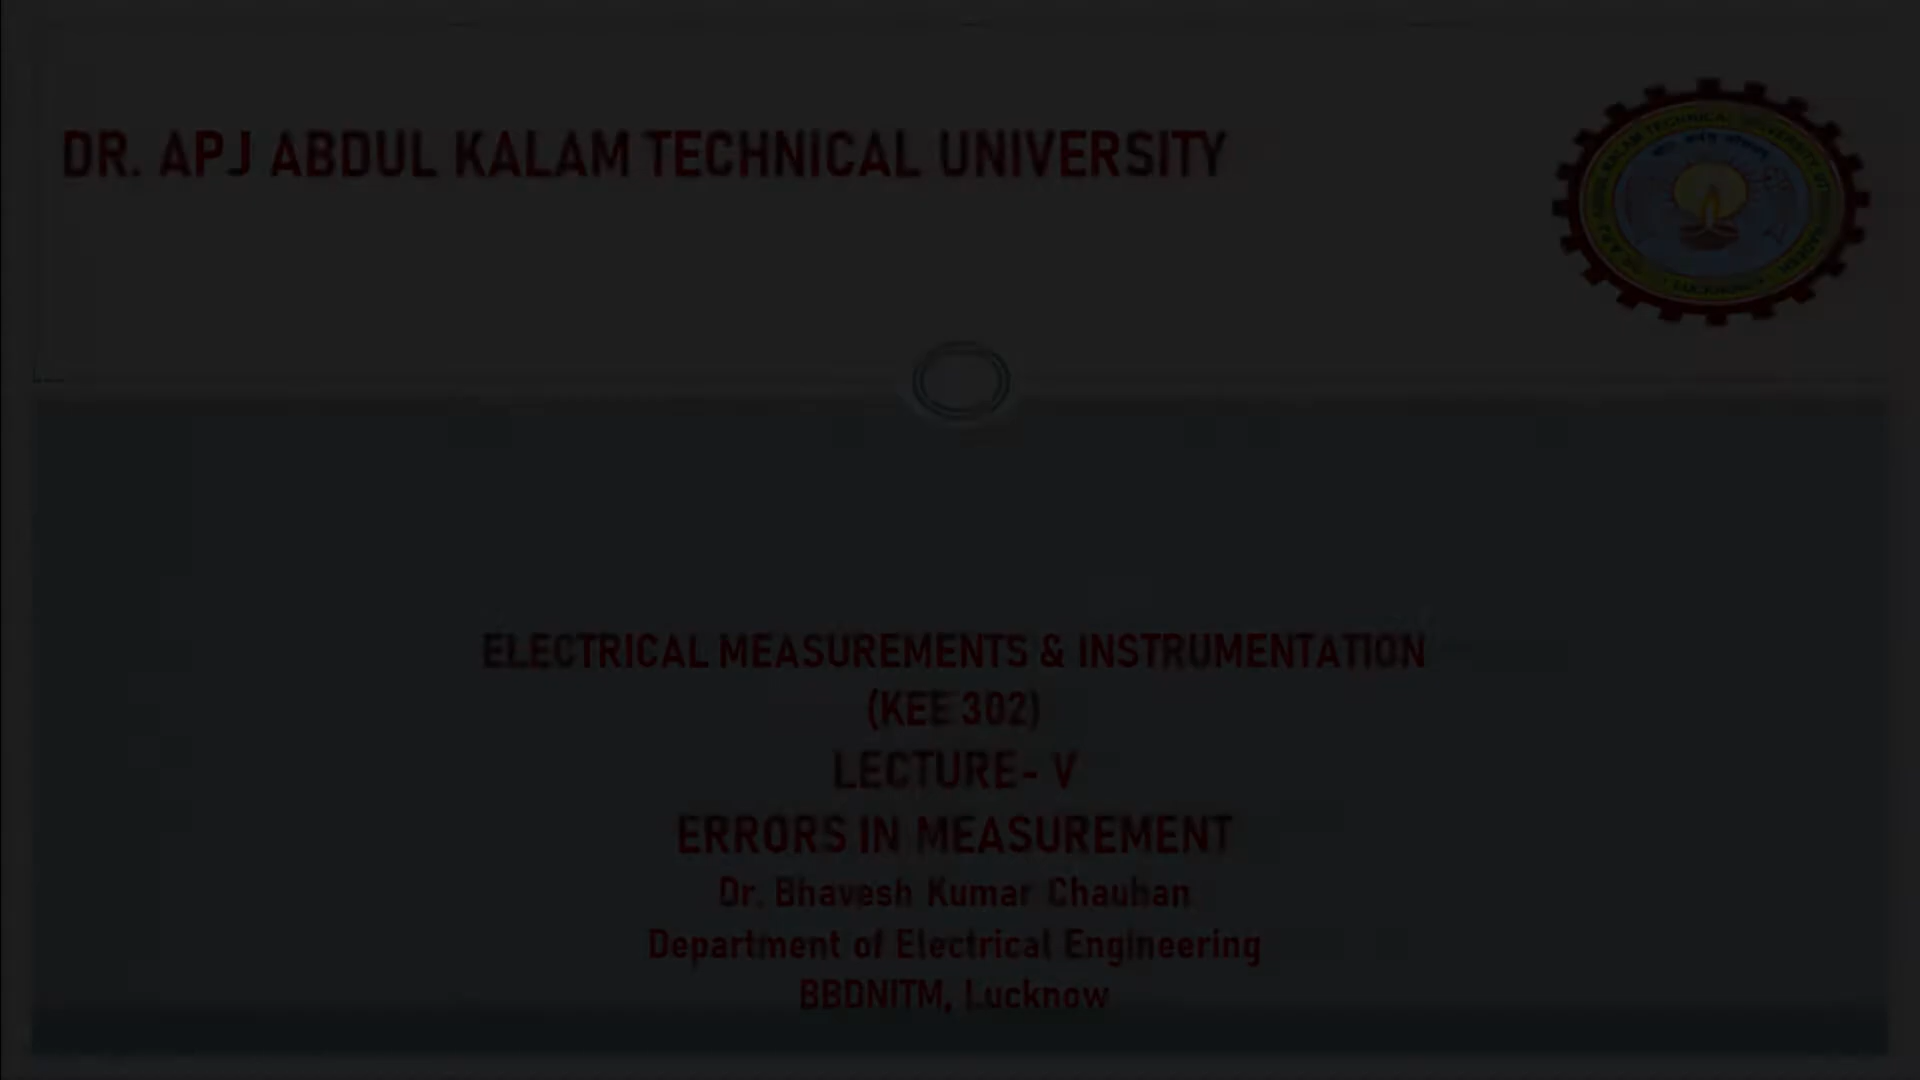 DR. APJ ABDUL KALAM TECHNICAL UNIVERSITY
ELECTRICAL MEASUREMENTS & INSTRUMENTATION
(KEE 302)
LECTURE- V
ERRORS IN MEASUREMENT
Dr. Bhavesh Kumar Chauhan
Department of Electrical Engineering
BBDNITM, Lucknow